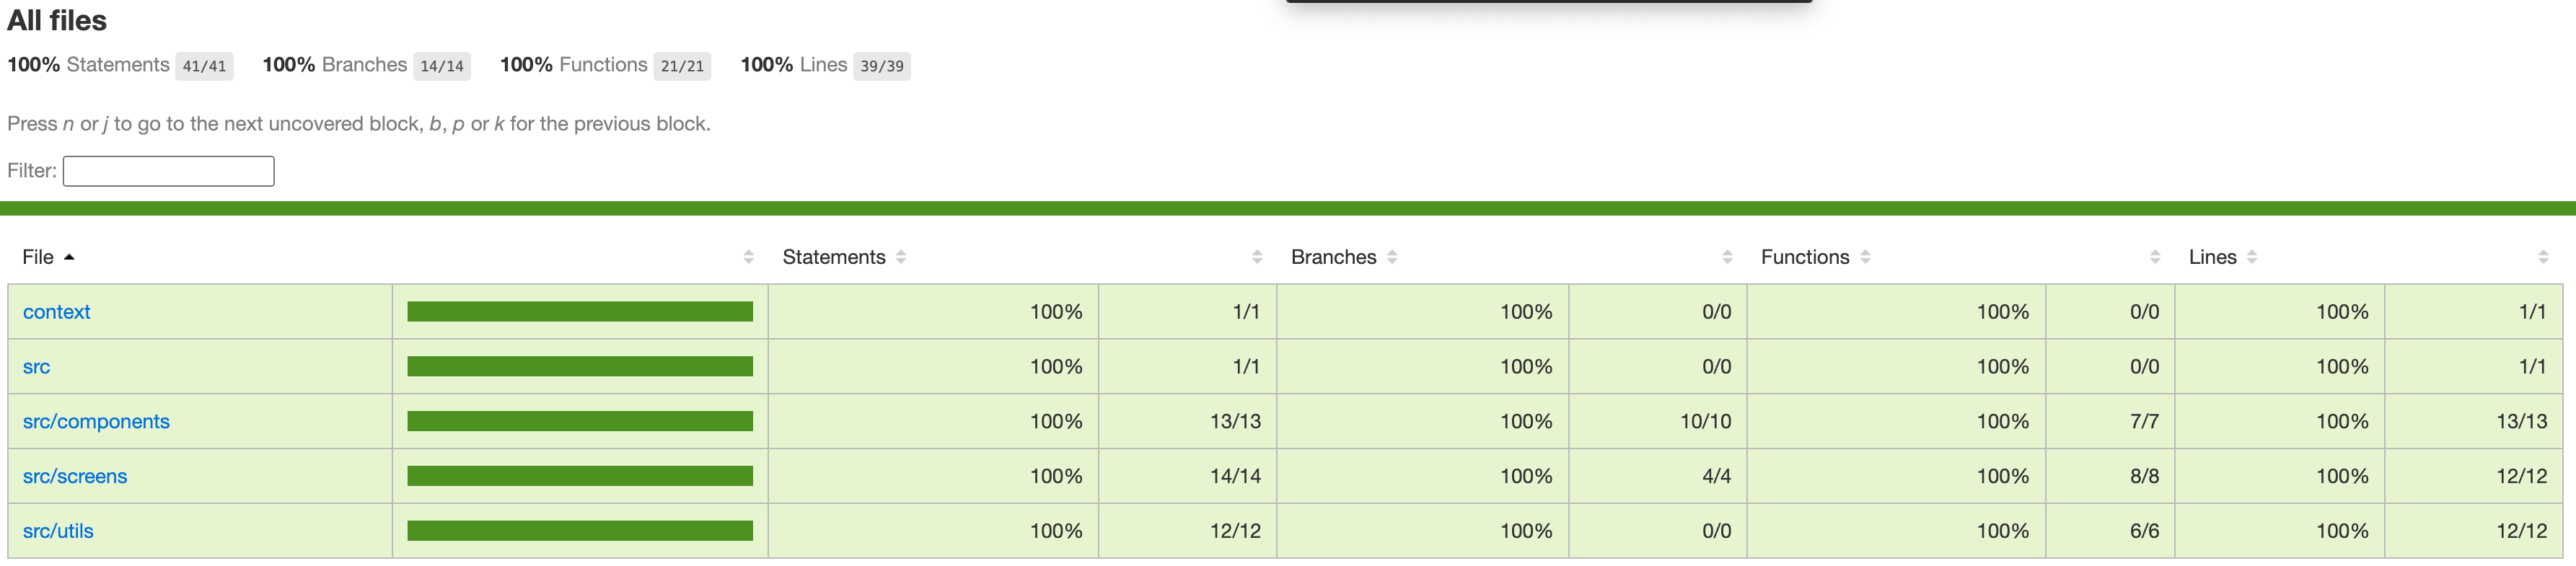 All files
100% Statements 41/41 100% Branches 14/14 100% Functions 21/21 100% Lines 39/39
Press n or j to go to the next uncovered block, b, p or k for the previous block.
Filter:
File Statements Branches Functions Lines
context 100% 1/1 100% 0/0 100% 0/0 100% 1/1
src 100% 1/1 100% 0/0 100% 0/0 100% 1/1
src/components 100% 13/13 100% 10/10 100% 7/7 100% 13/13
src/screens 100% 14/14 100% 4/4 100% 8/8 100% 12/12
src/utils 100% 12/12 100% 0/0 100% 6/6 100% 12/12